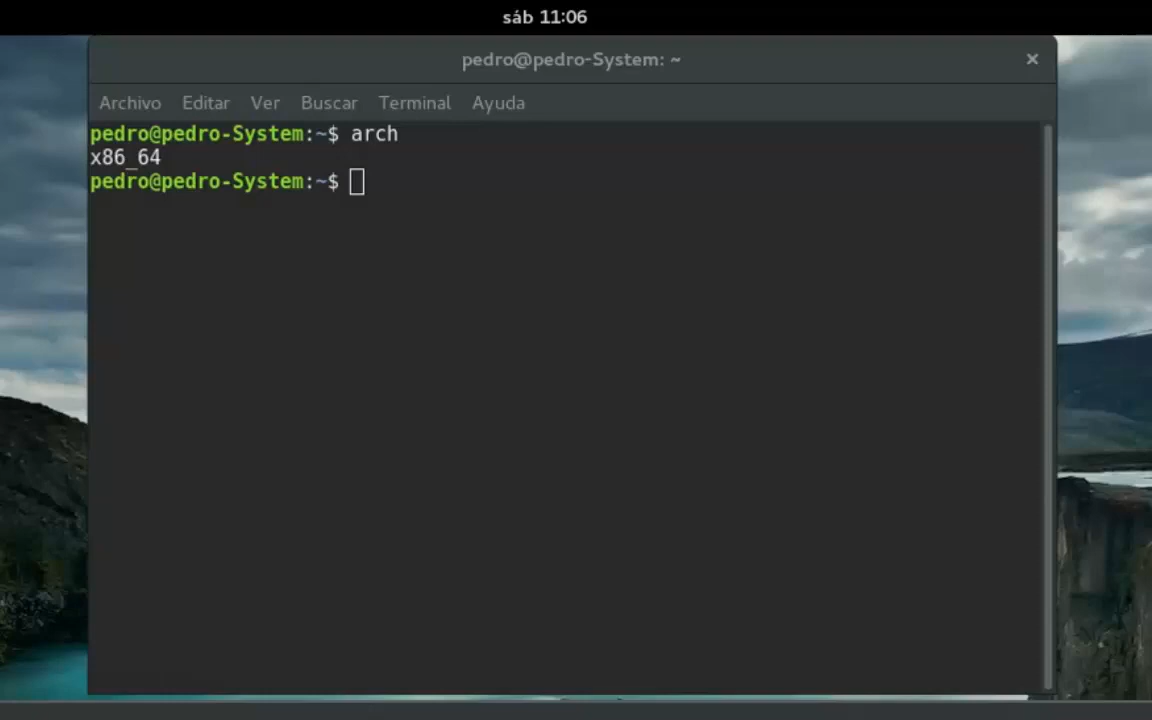 sáb 11:06
pedro@pedro-System: ~
Archivo Editar Ver Buscar Terminal Ayuda
pedro@pedro-System:~$ arch
x86_64
pedro@pedro-System:~$